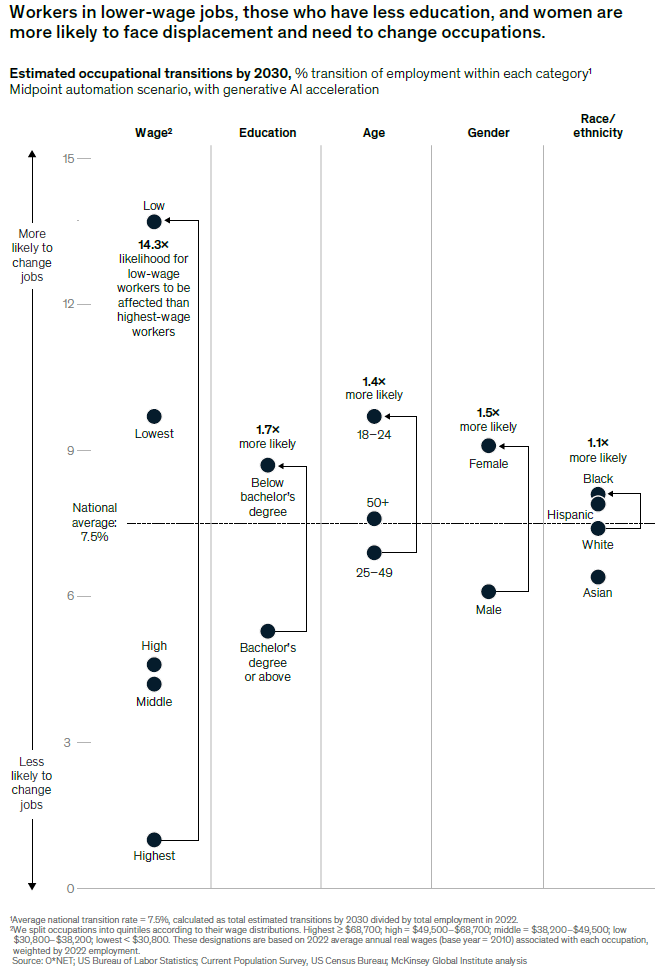 Workers in lower-wage jobs, those who have less education, and women are
more likely to face displacement and need to change occupations.
Estimated occupational transitions by 2030, % transition of employment within each category¹
Midpoint automation scenario, with generative AI acceleration
Wage²
Education
Age
Gender
Race/
ethnicity
15
12
9
6
3
0
More
likely to
change
jobs
National
average:
7.5%
Less
likely to
change
jobs
Low
14.3×
likelihood for
low-wage
workers to be
affected than
highest-wage
workers
Lowest
High
Middle
Highest
1.7×
more likely
Below
bachelor's
degree
Bachelor's
degree
or above
1.4×
more likely
18–24
50+
25–49
1.5×
more likely
Female
Male
1.1×
more likely
Black
Hispanic
White
Asian
¹Average national transition rate = 7.5%, calculated as total estimated transitions by 2030 divided by total employment in 2022.
²We split occupations into quintiles according to their wage distributions. Highest ≥ $68,700; high = $49,500–$68,700; middle = $38,200–$49,500; low
$30,800–$38,200; lowest < $30,800. These designations are based on 2022 average annual real wages (base year = 2010) associated with each occupation,
weighted by 2022 employment.
Source: O*NET; US Bureau of Labor Statistics; Current Population Survey, US Census Bureau; McKinsey Global Institute analysis